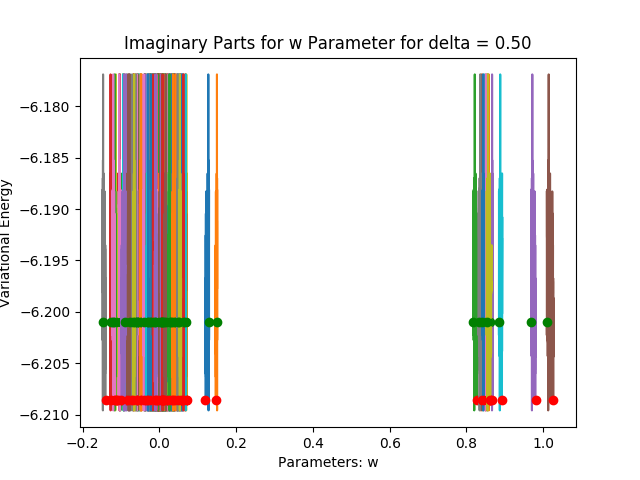 Imaginary Parts for w Parameter for delta = 0.50
Variational Energy
−6.180
−6.185
−6.190
−6.195
−6.200
−6.205
−6.210
−0.2 0.0 0.2 0.4 0.6 0.8 1.0
Parameters: w